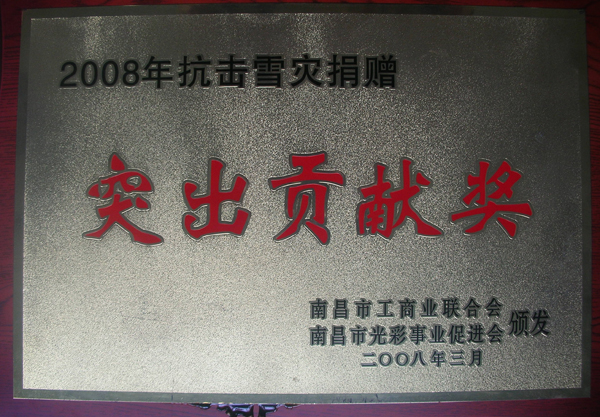 2008年抗击雪灾捐赠
突出贡献奖
南昌市工商业联合会
南昌市光彩事业促进会
颁发
二〇〇八年三月